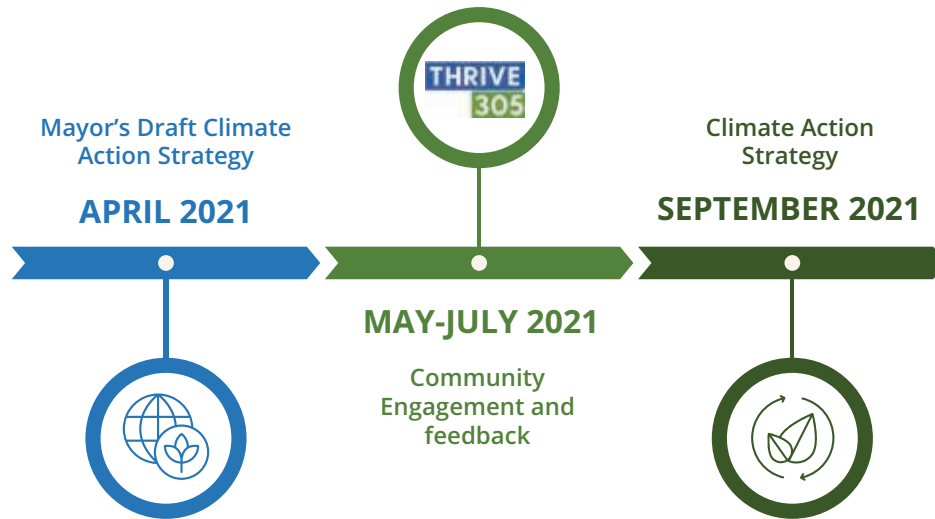 Mayor's Draft Climate
Action Strategy
APRIL 2021
THRIVE
305
MAY-JULY 2021
Community
Engagement and
feedback
Climate Action
Strategy
SEPTEMBER 2021